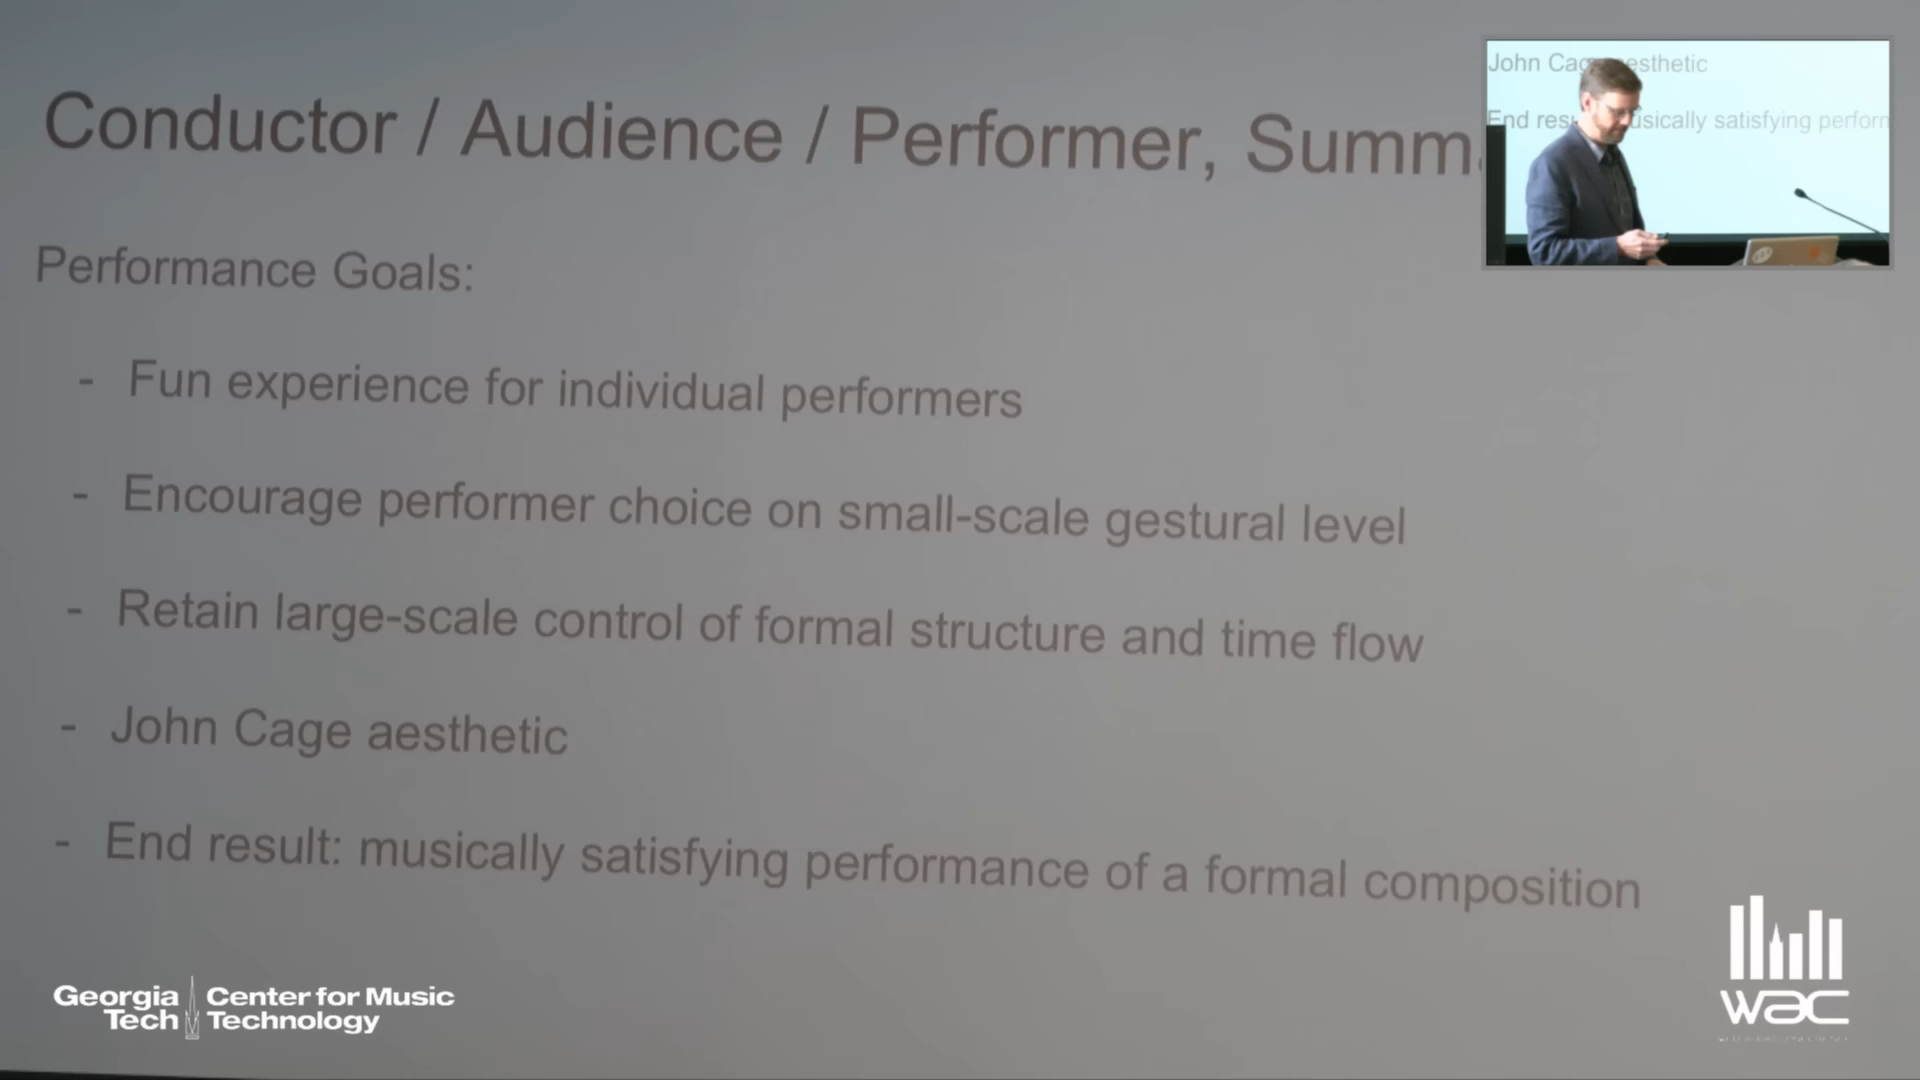 Conductor / Audience / Performer, Summ
Performance Goals:
- Fun experience for individual performers
- Encourage performer choice on small-scale gestural level
- Retain large-scale control of formal structure and time flow
- John Cage aesthetic
- End result: musically satisfying performance of a formal composition
John Cag esthetic
End res usically satisfying perform
Georgia Tech
Center for Music Technology
wac